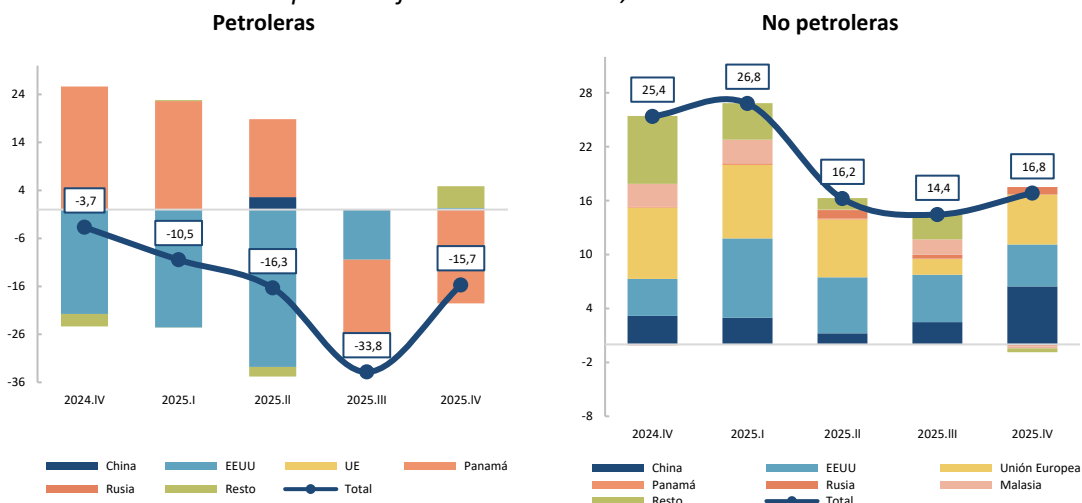 Petroleras
24
14
4
-6
-16
-26
-36
-3,7
-10,5
-16,3
-33,8
-15,7
2024.IV 2025.I 2025.II 2025.III 2025.IV
China EEUU UE Panamá
Rusia Resto Total
No petroleras
28
22
16
10
4
-2
-8
25,4
26,8
16,2
14,4
16,8
2024.IV 2025.I 2025.II 2025.III 2025.IV
China EEUU Unión Europea
Panamá Rusia Malasia
Resto Total